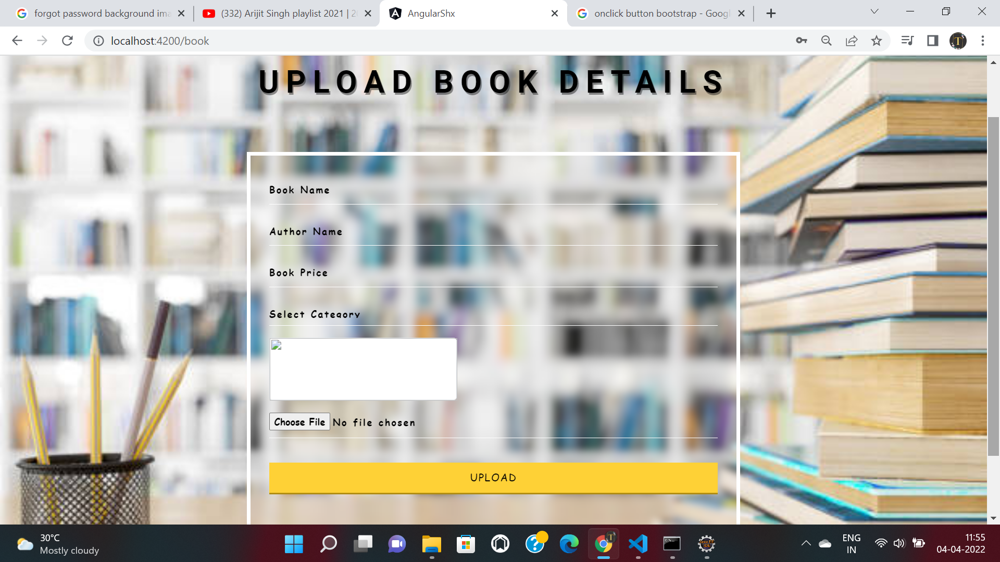 forgot password background ima
(332) Arijit Singh playlist 2021 | 2
AngularShx
onclick button bootstrap - Googl
localhost:4200/book
T
UPLOAD BOOK DETAILS
Book Name
Author Name
Book Price
Select Category
Choose File No file chosen
UPLOAD
30°C
Mostly cloudy
ENG
IN
11:55
04-04-2022